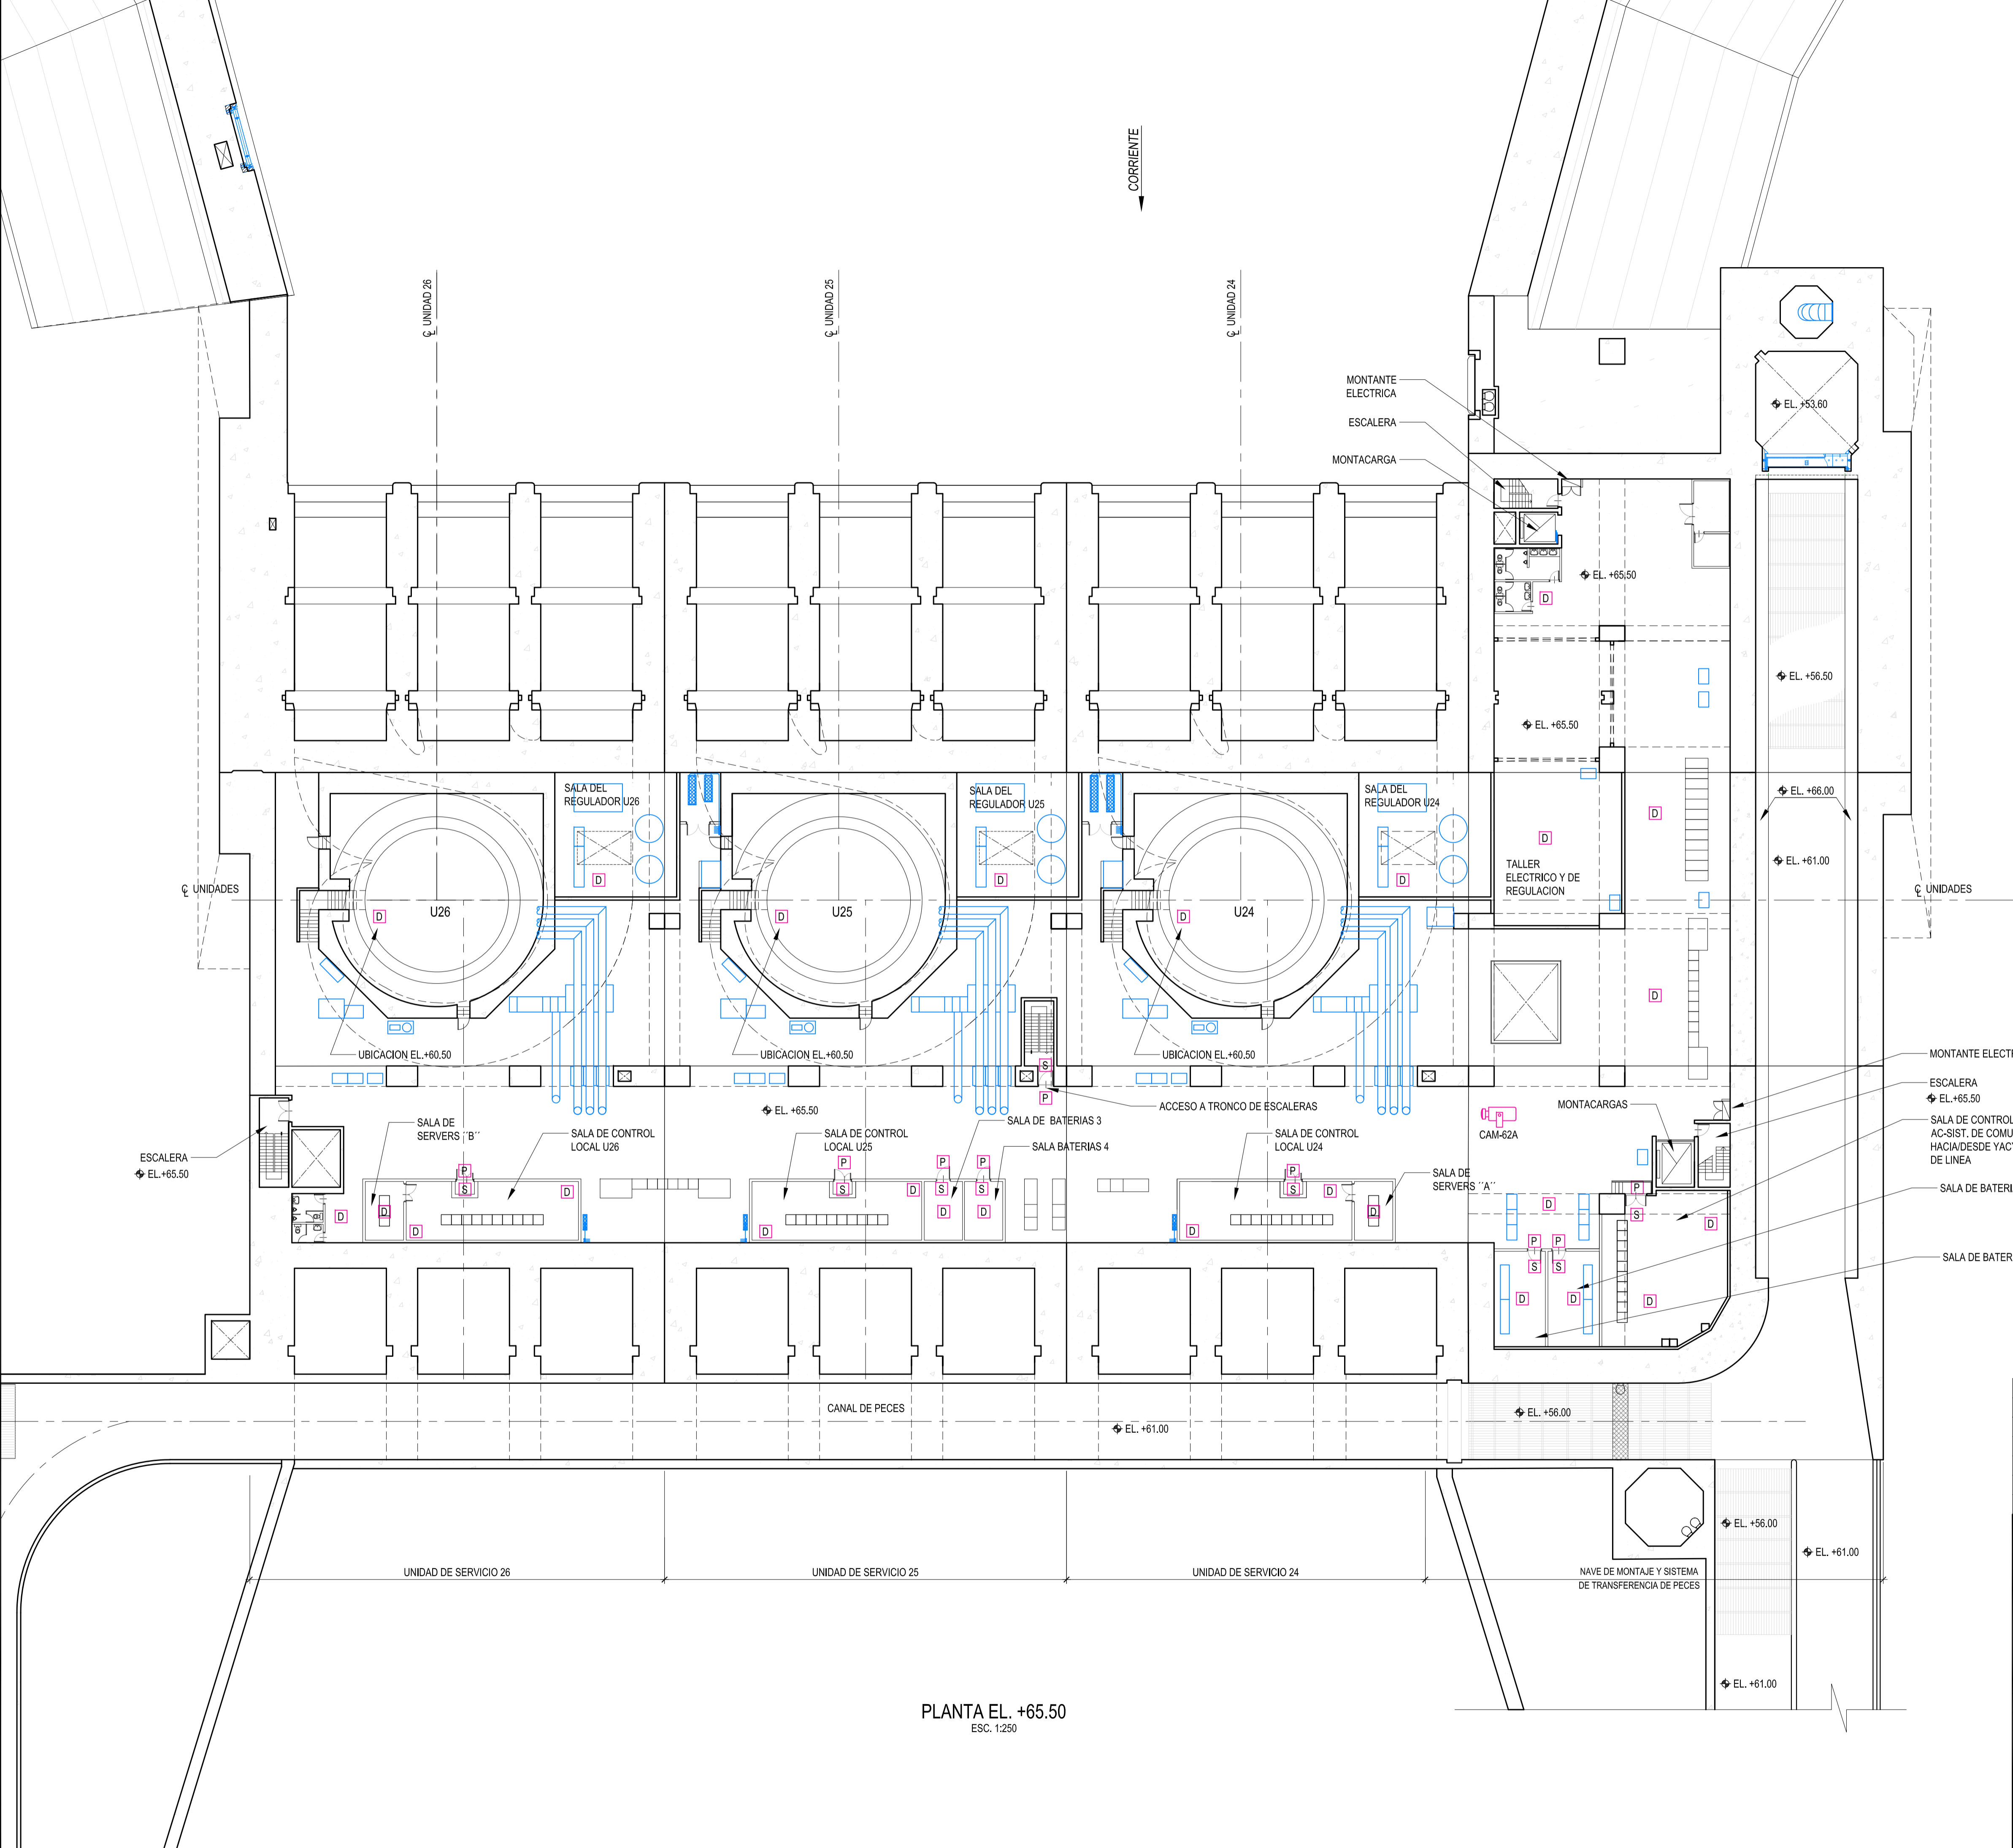 CORRIENTE
℄ UNIDAD 26
℄ UNIDAD 25
℄ UNIDAD 24
MONTANTE
ELECTRICA
ESCALERA
MONTACARGA
EL. +53.60
EL. +65.50
D
EL. +56.50
EL. +65.50
SALA DEL
REGULADOR U26
SALA DEL
REGULADOR U25
SALA DEL
REGULADOR U24
EL. +66.00
D
D
TALLER
ELECTRICO Y DE
REGULACION
EL. +61.00
D
D
D
℄ UNIDADES
℄ UNIDADES
D
U26
D
U25
D
U24
D
UBICACION EL.+60.50
UBICACION EL.+60.50
UBICACION EL.+60.50
S
P
MONTANTE ELECT
ESCALERA
EL.+65.50
EL. +65.50
ACCESO A TRONCO DE ESCALERAS
MONTACARGAS
CAM-62A
SALA DE
SERVERS ´´B´´
SALA DE CONTROL
LOCAL U26
SALA DE CONTROL
LOCAL U25
SALA DE BATERIAS 3
SALA BATERIAS 4
SALA DE CONTROL
LOCAL U24
SALA DE CONTROL
AC-SIST. DE COMU
HACIA/DESDE YAC
DE LINEA
ESCALERA
EL.+65.50
SALA DE
SERVERS ´´A´´
SALA DE BATERI
P
S
D
P
S
D
P
S
P
S
P
S
D
P
S
D
D
D
D
D
D
D
D
D
D
P
S
D
P
S
P
S
D
D
D
SALA DE BATER
CANAL DE PECES
EL. +61.00
EL. +56.00
EL. +56.00
EL. +61.00
UNIDAD DE SERVICIO 26
UNIDAD DE SERVICIO 25
UNIDAD DE SERVICIO 24
NAVE DE MONTAJE Y SISTEMA
DE TRANSFERENCIA DE PECES
EL. +61.00
PLANTA EL. +65.50
ESC. 1:250